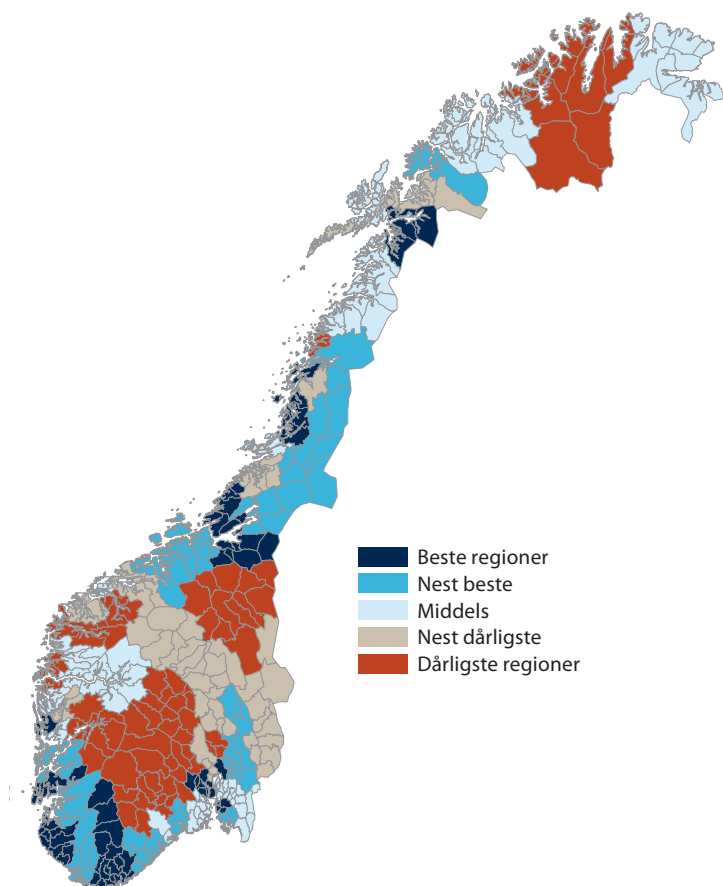 Beste regioner
Nest beste
Middels
Nest dårligste
Dårligste regioner